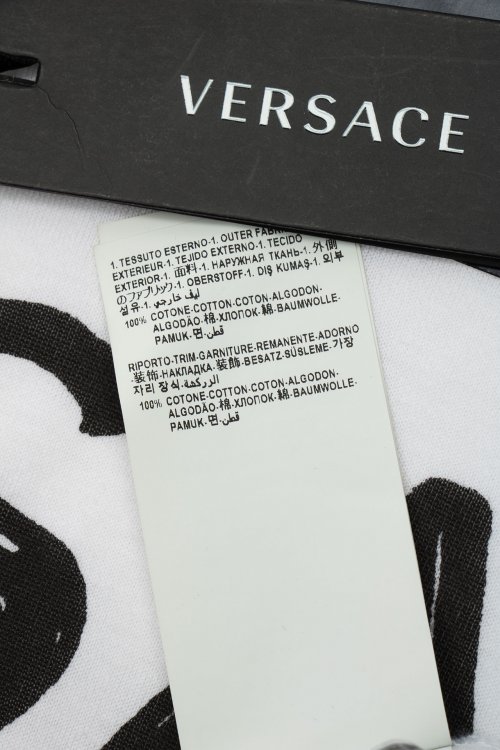 VERSACE
1. TESSUTO ESTERNO·1. OUTER FABRIC
EXTERIEUR·1. TEJIDO EXTERNO·1. TECIDO
EXTERIOR·1. 面料·1. НАРУЖНАЯ ТКАНЬ·1. 外側
のファブリック·1. OBERSTOFF·1. DIŞ KUMAŞ·1. 외부
섬유·1. ليف خارجي
100% COTONE·COTTON·COTON·ALGODON·
ALGODÃO·棉·ХЛОПОК·綿·BAUMWOLLE·
PAMUK·면·قطن
RIPORTO·TRIM·GARNITURE·REMANENTE·ADORNO
·装饰·НАКЛАДКА·装飾·BESATZ·SÜSLEME·가장
자리 장식·الزركشة
100% COTONE·COTTON·COTON·ALGODON·
ALGODÃO·棉·ХЛОПОК·綿·BAUMWOLLE·
PAMUK·면·قطن